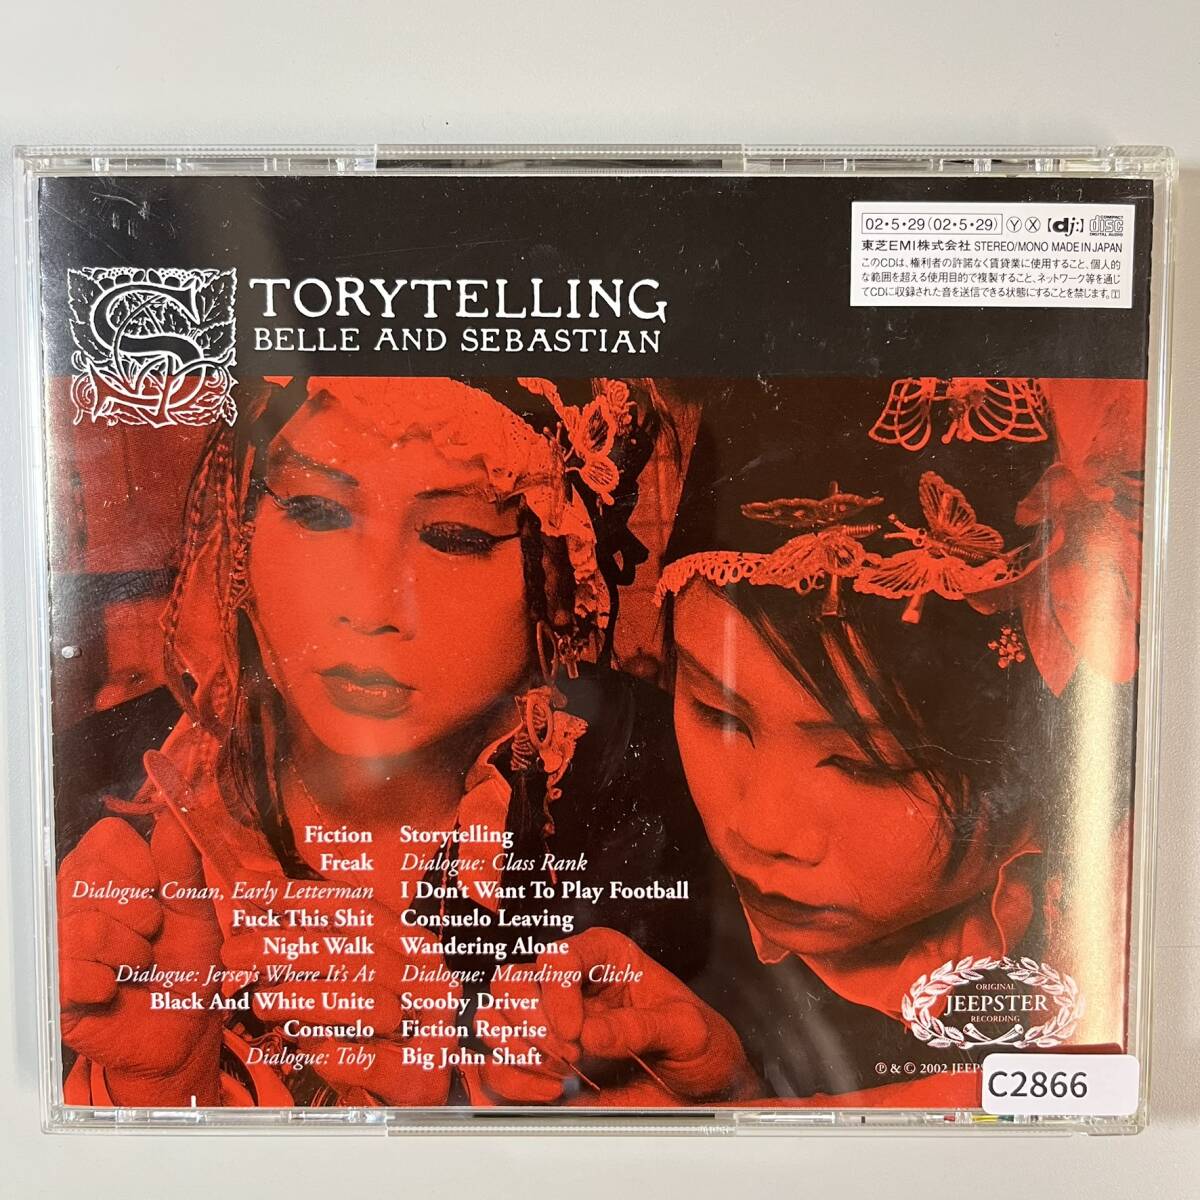 02・5・29(02・5・29) Ⓨ Ⓧ 【dj:】 COMPACT disc DIGITAL AUDIO
東芝EMI株式会社 STEREO/MONO MADE IN JAPAN
このCDは、権利者の許諾なく賃貸業に使用すること、個人的
な範囲を超える使用目的で複製すること、ネットワーク等を通じ
てCDに収録された音を送信できる状態にすることを禁じます。
STORYTELLING
BELLE AND SEBASTIAN
Fiction
Freak
Dialogue: Conan, Early Letterman
Fuck This Shit
Night Walk
Dialogue: Jersey's Where It's At
Black And White Unite
Consuelo
Dialogue: Toby
Storytelling
Dialogue: Class Rank
I Don't Want To Play Football
Consuelo Leaving
Wandering Alone
Dialogue: Mandingo Cliche
Scooby Driver
Fiction Reprise
Big John Shaft
ORIGINAL
JEEPSTER
RECORDING
℗ & © 2002
C2866